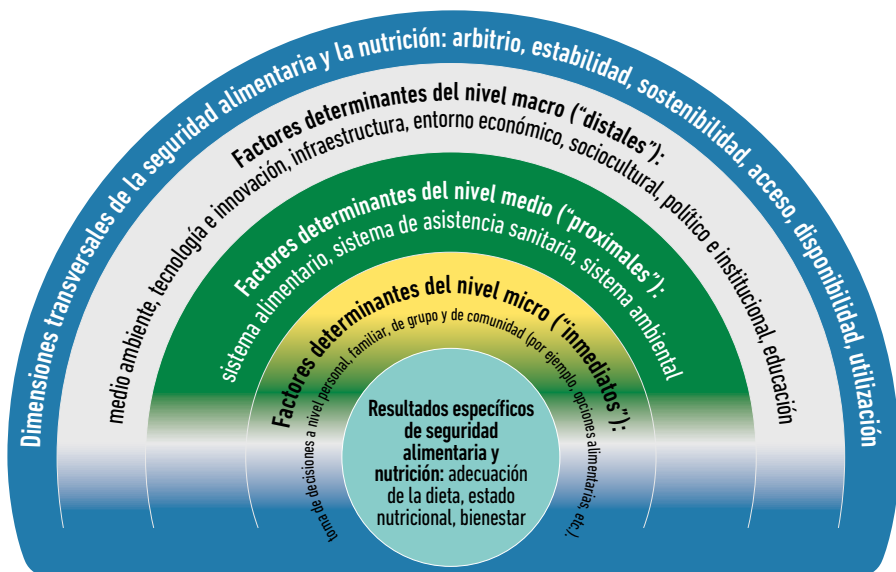 Dimensiones transversales de la seguridad alimentaria y la nutrición: arbitrio, estabilidad, sostenibilidad, acceso, disponibilidad, utilización
Factores determinantes del nivel macro (“distales”):
medio ambiente, tecnología e innovación, infraestructura, entorno económico, sociocultural, político e institucional, educación
Factores determinantes del nivel medio (“proximales”):
sistema alimentario, sistema de asistencia sanitaria, sistema ambiental
Factores determinantes del nivel micro (“inmediatos”):
toma de decisiones a nivel personal, familiar, de grupo y de comunidad (por ejemplo, opciones alimentarias, etc.).
Resultados específicos
de seguridad
alimentaria y
nutrición: adecuación
de la dieta, estado
nutricional, bienestar